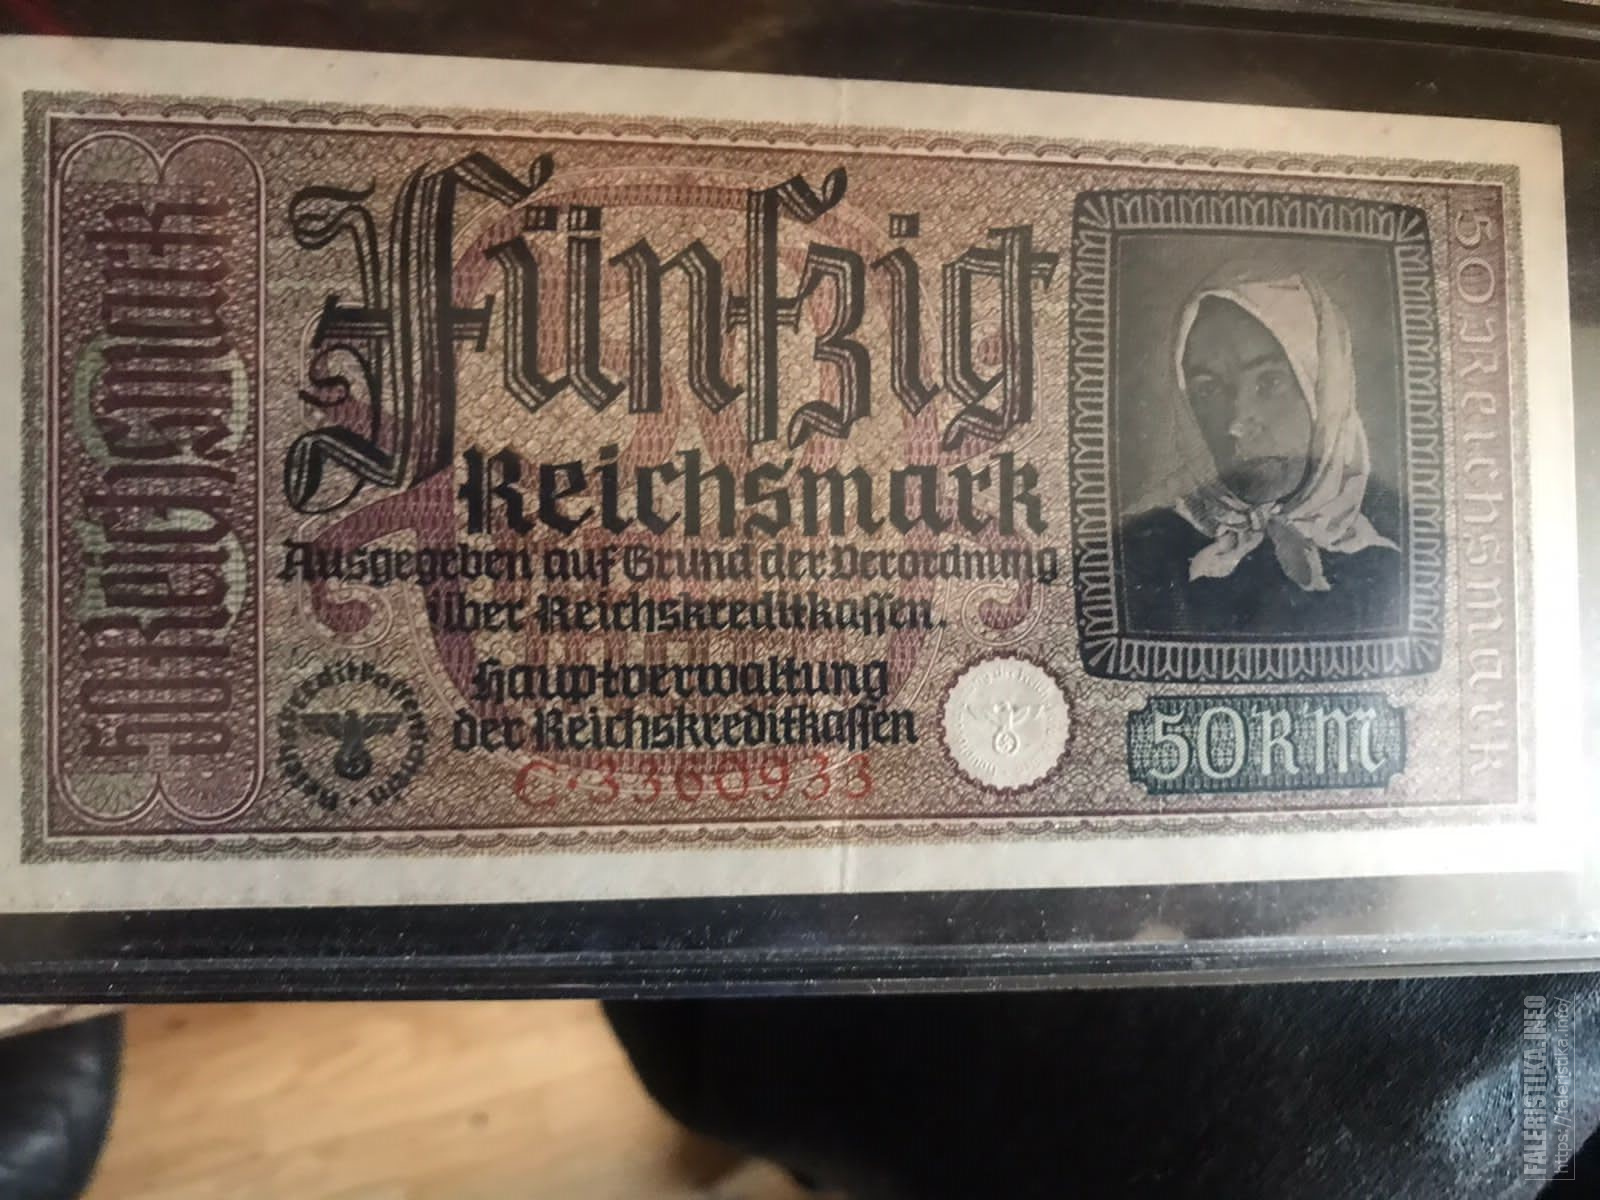 50 Reichsmark
Fünfzig
Reichsmark
Ausgegeben auf Grund der Verordnung
über Reichskreditkassen.
Hauptverwaltung
der Reichskreditkassen
C·3360933
50 RM
50 Reichsmark
FALERISTIKA.INFO
https://faleristika.info/